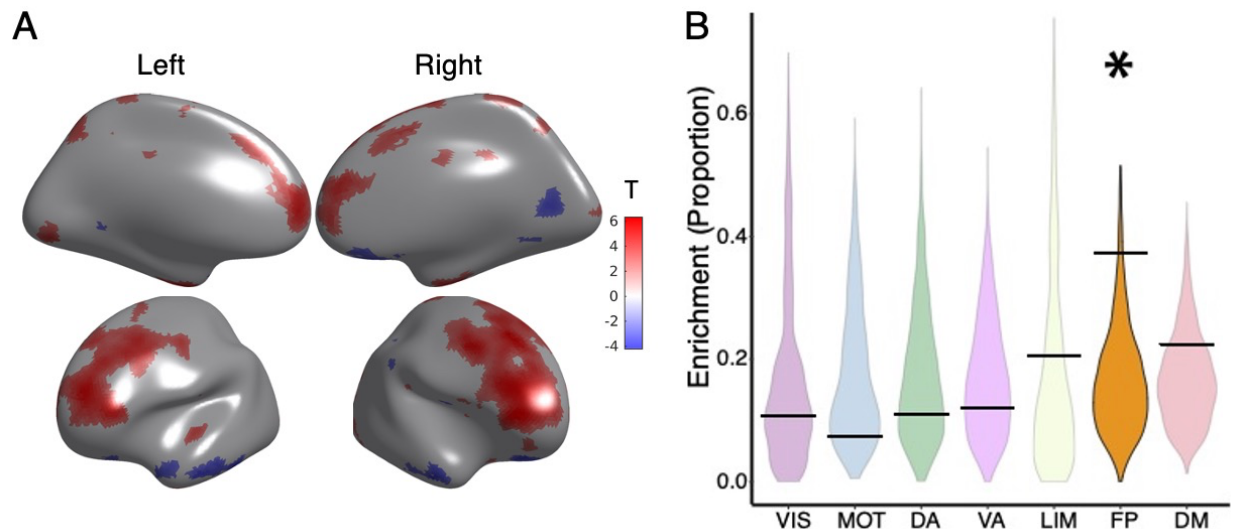 A
Left
Right
T
6
4
2
0
-2
-4
B
*
Enrichment (Proportion)
0.6
0.4
0.2
0.0
VIS MOT DA VA LIM FP DM